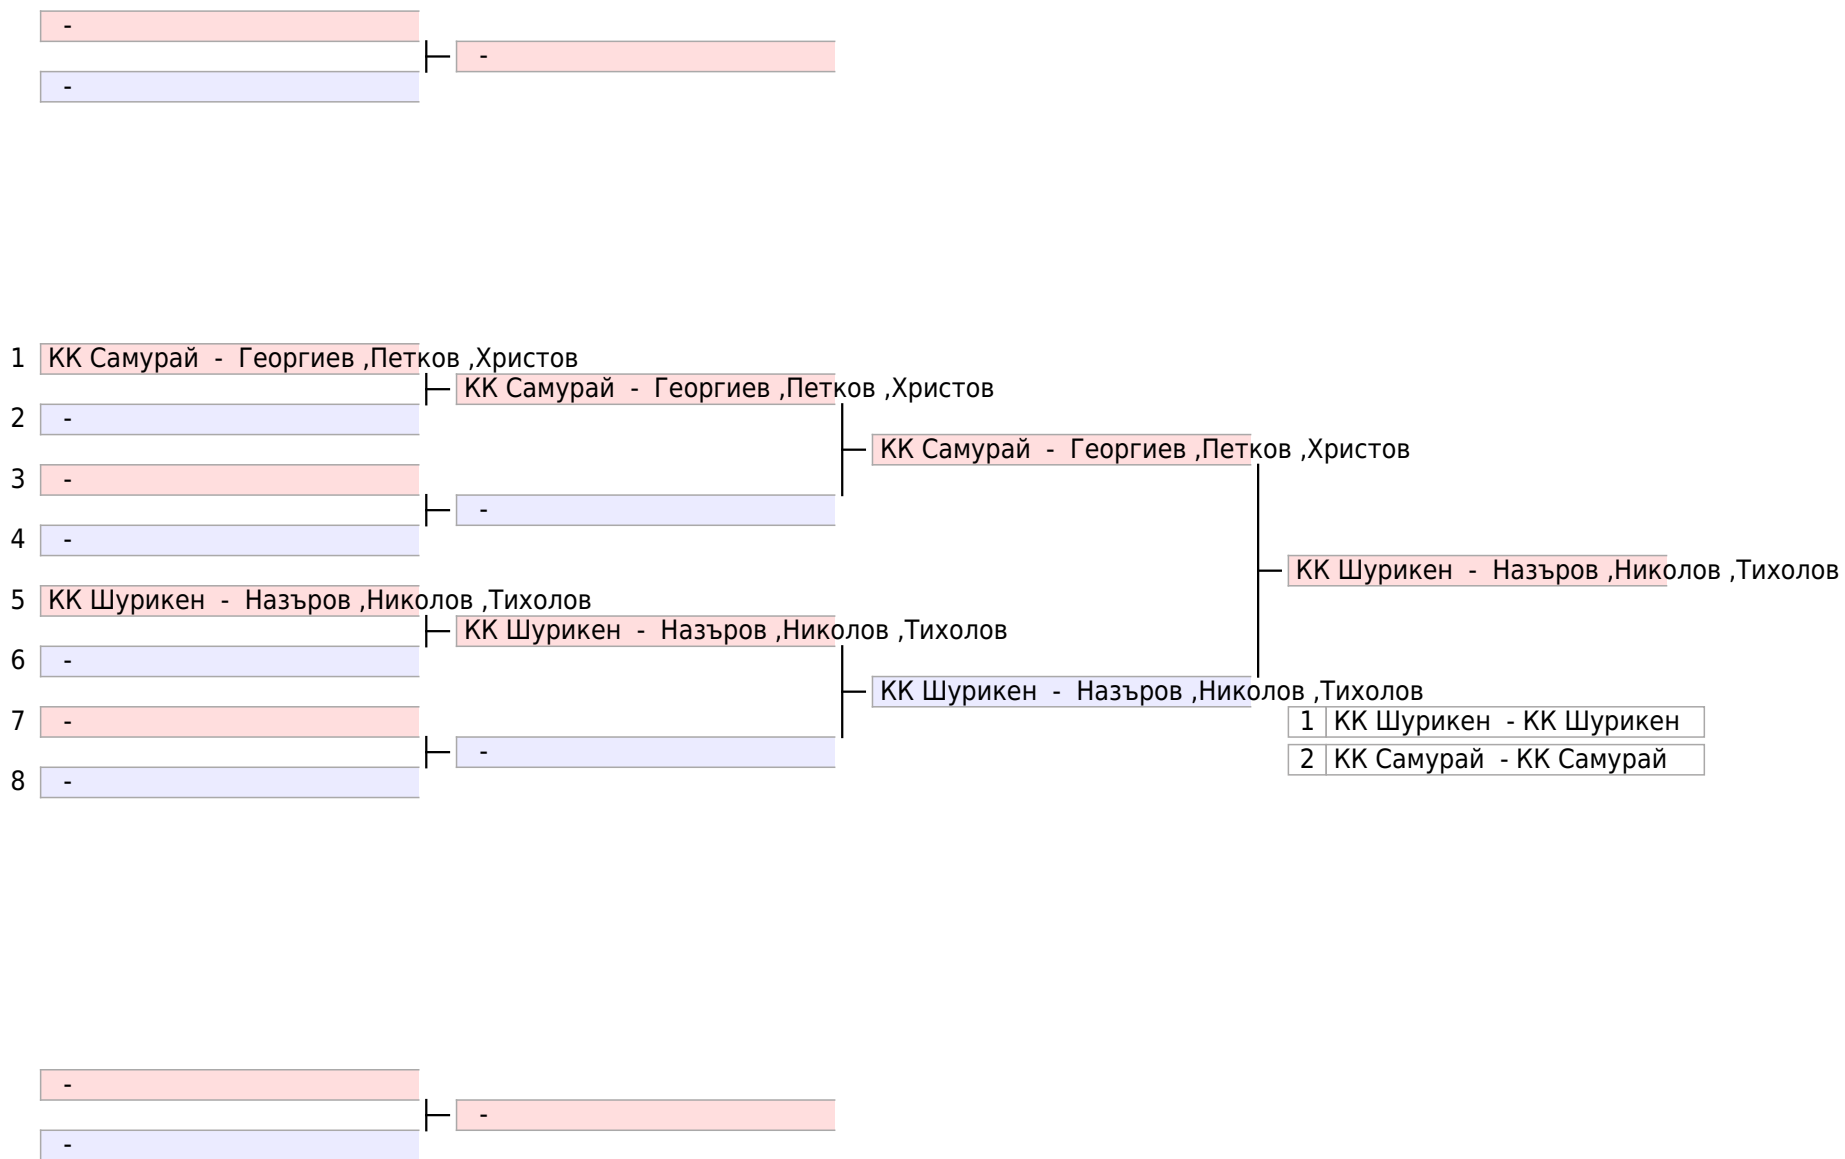 -
-
-
1 КК Самурай - Георгиев ,Петков ,Христов
КК Самурай - Георгиев ,Петков ,Христов
2 -
КК Самурай - Георгиев ,Петков ,Христов
3 -
-
4 -
КК Шурикен - Назъров ,Николов ,Тихолов
5 КК Шурикен - Назъров ,Николов ,Тихолов
КК Шурикен - Назъров ,Николов ,Тихолов
6 -
КК Шурикен - Назъров ,Николов ,Тихолов
7 -
1 КК Шурикен - КК Шурикен
-
2 КК Самурай - КК Самурай
8 -
-
-
-